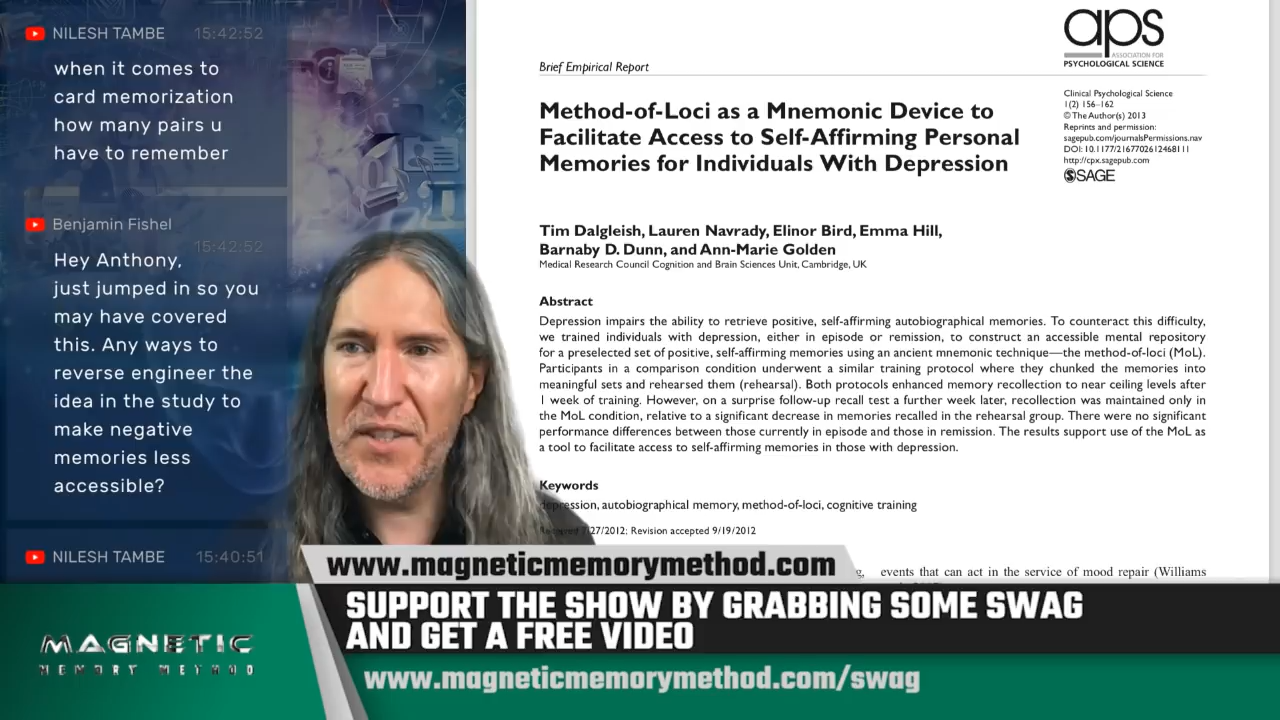 NILESH TAMBE 15:42:52
when it comes to
card memorization
how many pairs u
have to remember
Benjamin Fishel
15:42:52
Hey Anthony,
just jumped in so you
may have covered
this. Any ways to
reverse engineer the
idea in the study to
make negative
memories less
accessible?
NILESH TAMBE 15:40:51
aps
ASSOCIATION FOR
PSYCHOLOGICAL SCIENCE
Brief Empirical Report
Method-of-Loci as a Mnemonic Device to
Facilitate Access to Self-Affirming Personal
Memories for Individuals With Depression
Clinical Psychological Science
1(2) 156–162
© The Author(s) 2013
Reprints and permission:
sagepub.com/journalsPermissions.nav
DOI: 10.1177/2167702612468111
http://cpx.sagepub.com
SAGE
Tim Dalgleish, Lauren Navrady, Elinor Bird, Emma Hill,
Barnaby D. Dunn, and Ann-Marie Golden
Medical Research Council Cognition and Brain Sciences Unit, Cambridge, UK
Abstract
Depression impairs the ability to retrieve positive, self-affirming autobiographical memories. To counteract this difficulty,
we trained individuals with depression, either in episode or remission, to construct an accessible mental repository
for a preselected set of positive, self-affirming memories using an ancient mnemonic technique—the method-of-loci (MoL).
Participants in a comparison condition underwent a similar training protocol where they chunked the memories into
meaningful sets and rehearsed them (rehearsal). Both protocols enhanced memory recollection to near ceiling levels after
1 week of training. However, on a surprise follow-up recall test a further week later, recollection was maintained only in
the MoL condition, relative to a significant decrease in memories recalled in the rehearsal group. There were no significant
performance differences between those currently in episode and those in remission. The results support use of the MoL as
a tool to facilitate access to self-affirming memories in those with depression.
Keywords
depression, autobiographical memory, method-of-loci, cognitive training
Received 7/27/2012; Revision accepted 9/19/2012
events that can act in the service of mood repair (Williams
www.magneticmemorymethod.com
SUPPORT THE SHOW BY GRABBING SOME SWAG
AND GET A FREE VIDEO
www.magneticmemorymethod.com/swag
MAGNETIC
MEMORY METHOD